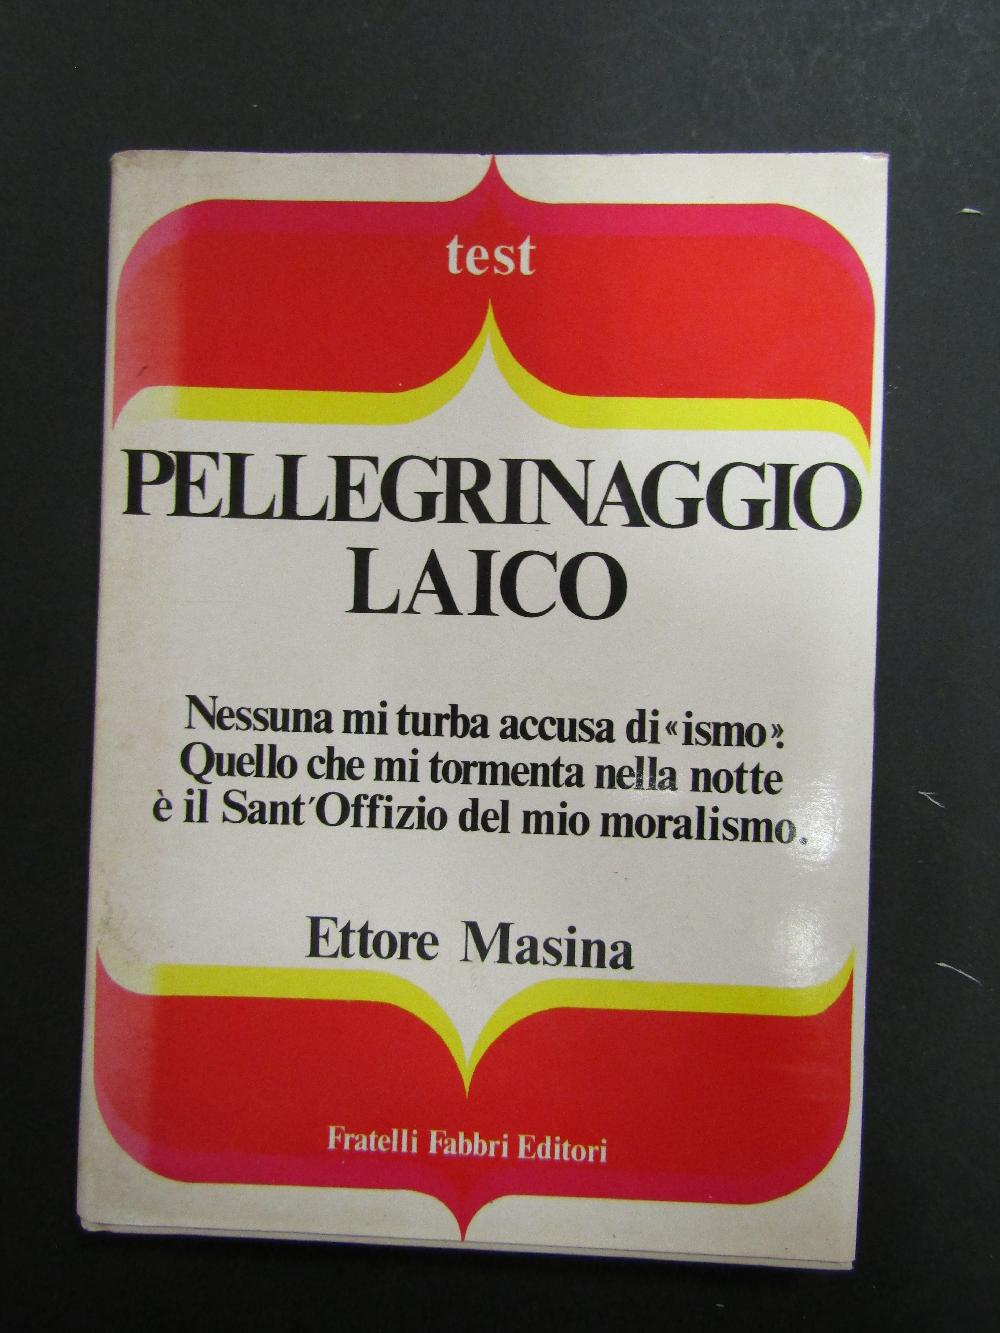 test
PELLEGRINAGGIO
LAICO
Nessuna mi turba accusa di «ismo».
Quello che mi tormenta nella notte
è il Sant'Offizio del mio moralismo.
Ettore Masina
Fratelli Fabbri Editori